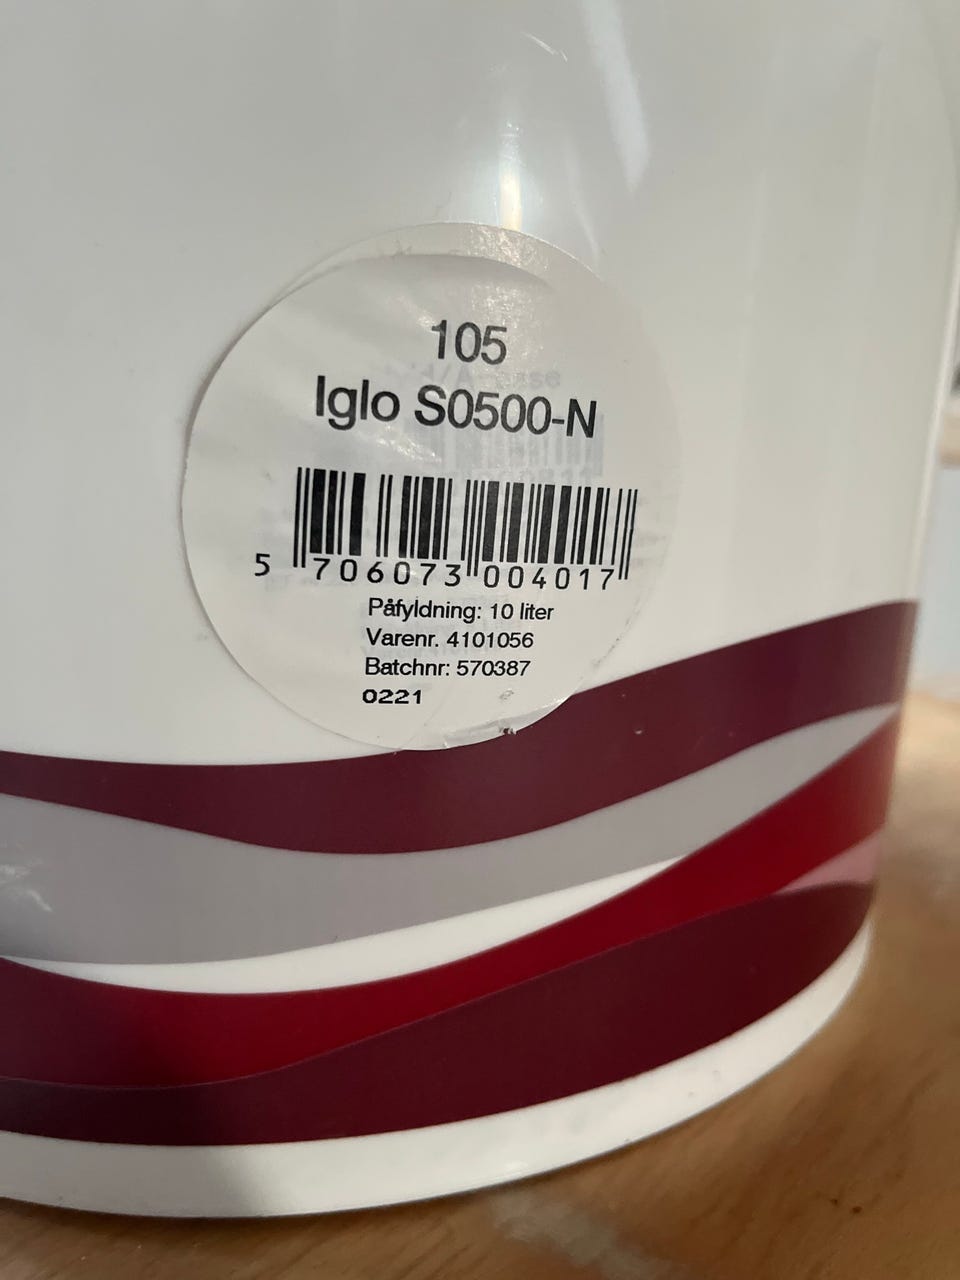 105
Iglo S0500-N
5 706073 004017
Påfyldning: 10 liter
Varenr. 4101056
Batchnr: 570387
0221